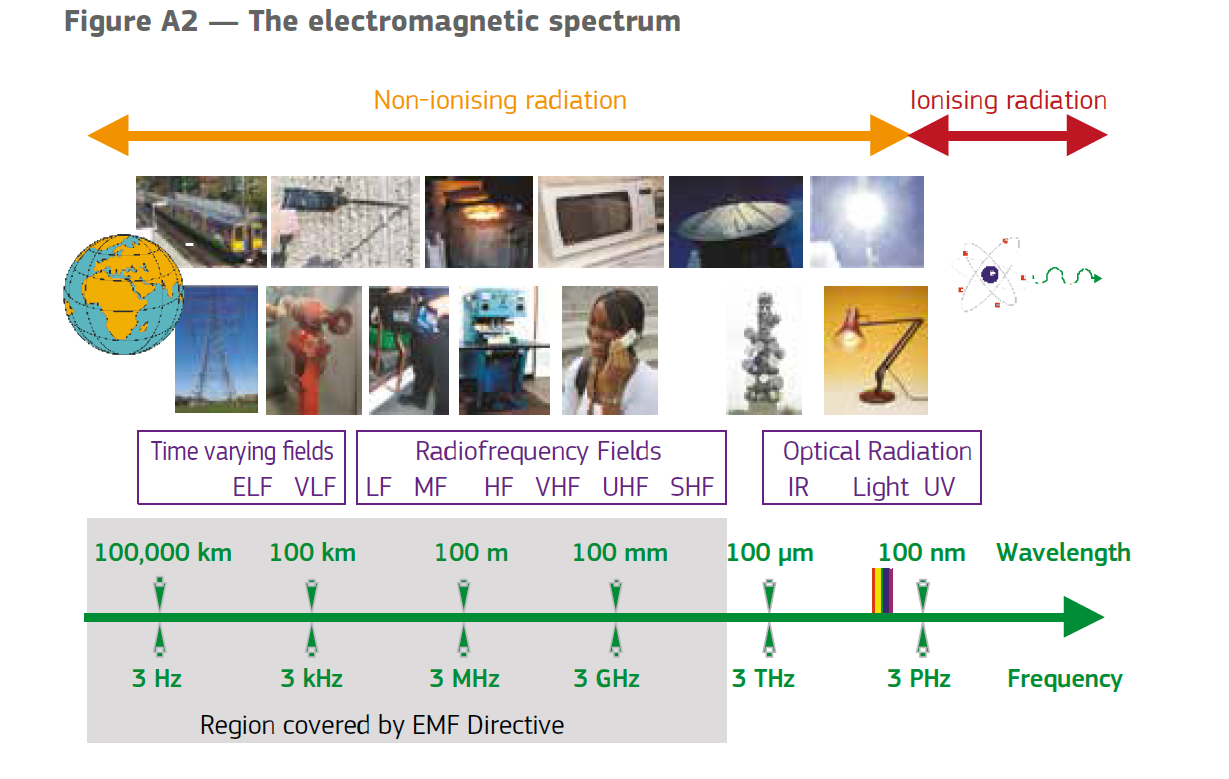 Figure A2 — The electromagnetic spectrum
Non-ionising radiation
Ionising radiation
Time varying fields
ELF VLF
Radiofrequency Fields
LF MF HF VHF UHF SHF
Optical Radiation
IR Light UV
100,000 km 100 km 100 m 100 mm 100 µm 100 nm Wavelength
3 Hz 3 kHz 3 MHz 3 GHz 3 THz 3 PHz Frequency
Region covered by EMF Directive